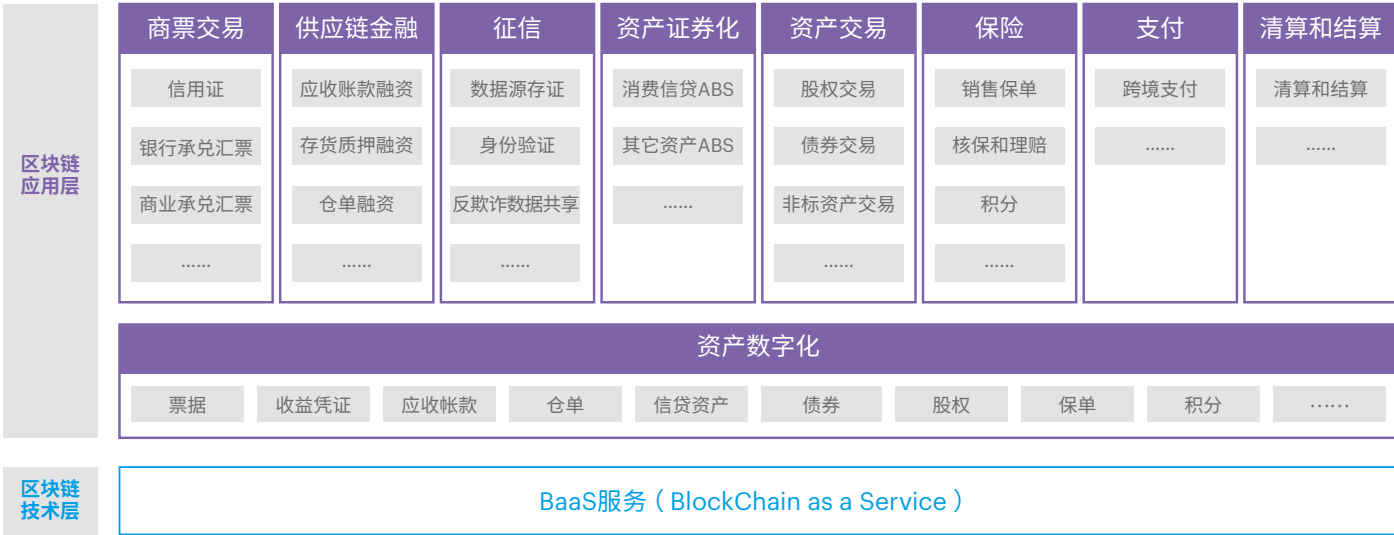 商票交易
供应链金融
征信
资产证券化
资产交易
保险
支付
清算和结算
信用证
应收账款融资
数据源存证
消费信贷ABS
股权交易
销售保单
跨境支付
清算和结算
银行承兑汇票
存货质押融资
身份验证
其它资产ABS
债券交易
核保和理赔
......
......
区块链
应用层
商业承兑汇票
仓单融资
反欺诈数据共享
......
非标资产交易
积分
......
......
......
......
......
资产数字化
票据
收益凭证
应收帐款
仓单
信贷资产
债券
股权
保单
积分
......
区块链
技术层
BaaS服务（BlockChain as a Service）